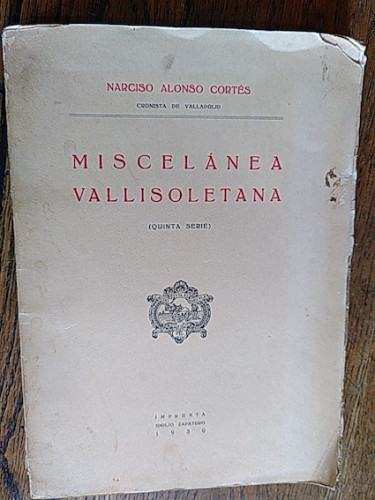 NARCISO ALONSO CORTÉS
CRONISTA DE VALLADOLID
MISCELÁNEA
VALLISOLETANA
(QUINTA SERIE)
IMPRENTA
EMILIO ZAPATERO
1930